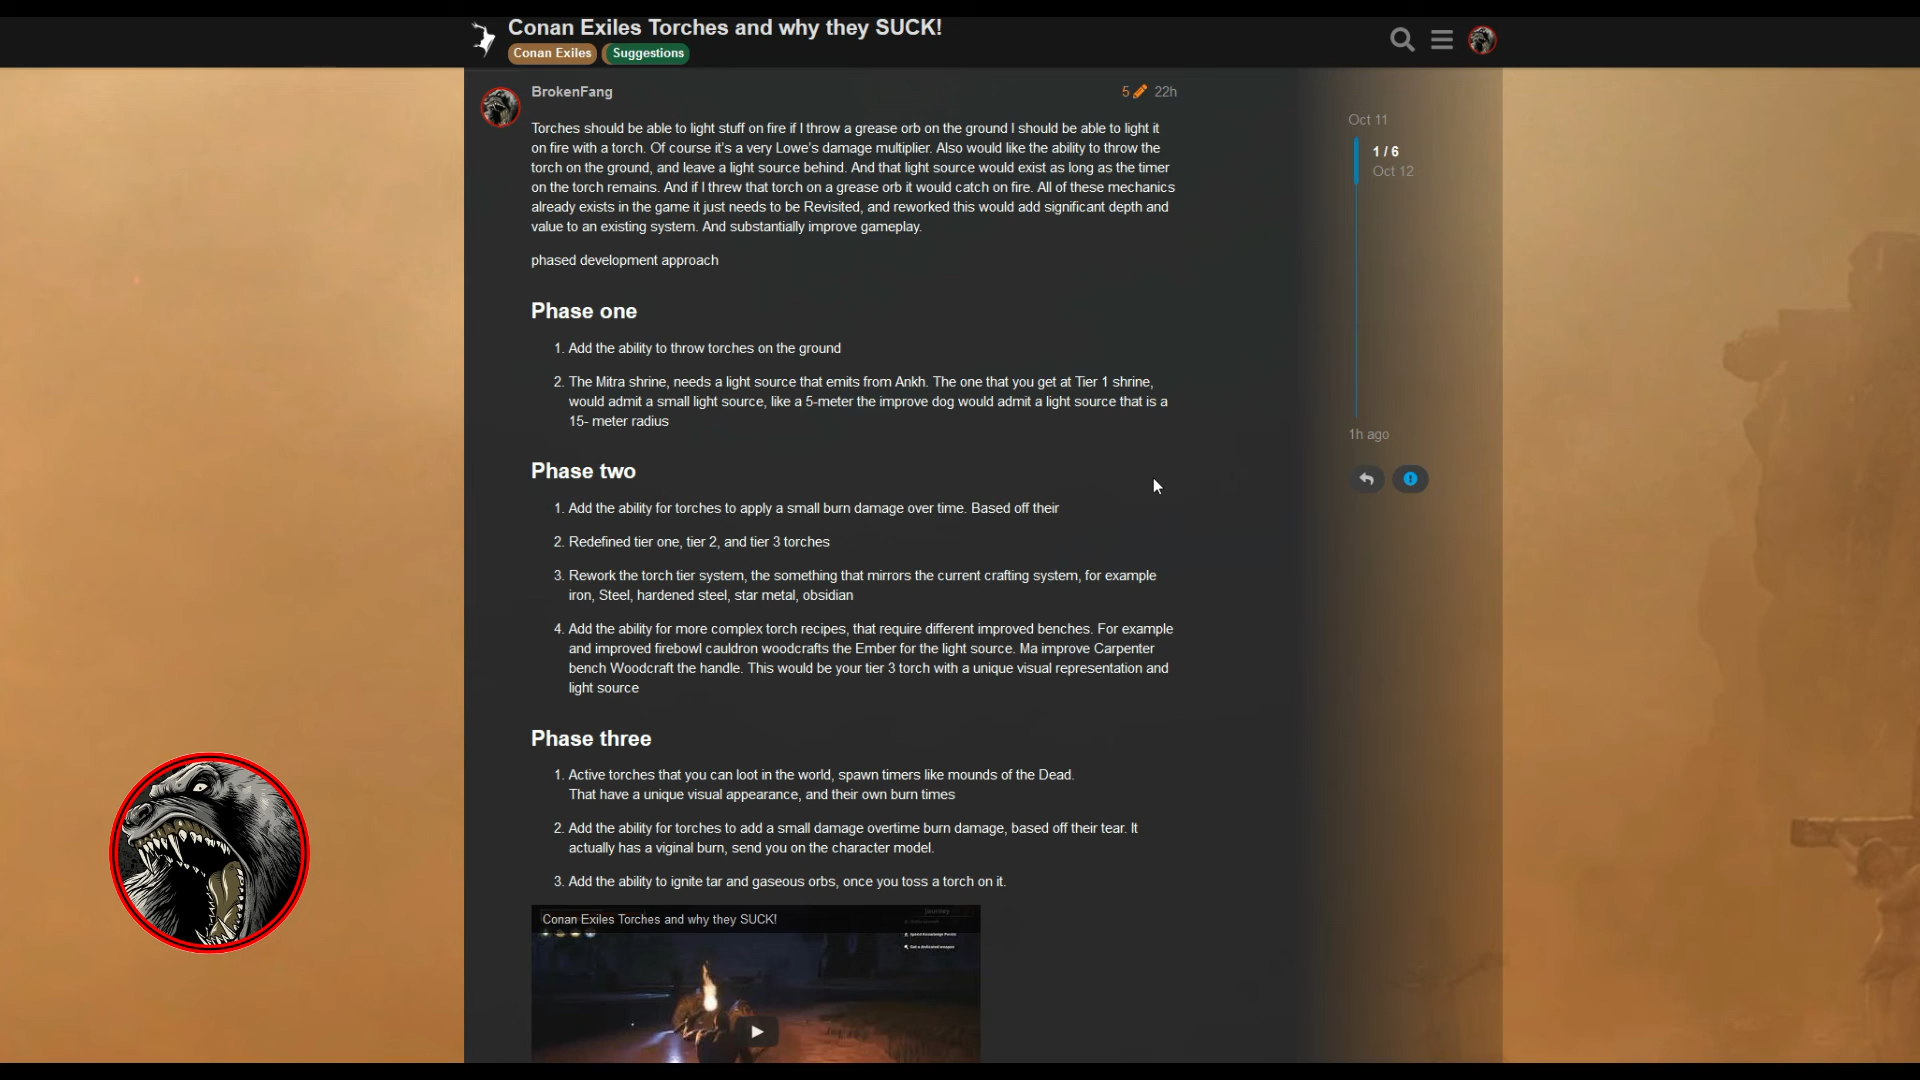 Conan Exiles Torches and why they SUCK!
Conan Exiles Suggestions
BrokenFang
5 22h
Torches should be able to light stuff on fire if I throw a grease orb on the ground I should be able to light it
on fire with a torch. Of course it's a very Lowe's damage multiplier. Also would like the ability to throw the
torch on the ground, and leave a light source behind. And that light source would exist as long as the timer
on the torch remains. And if I threw that torch on a grease orb it would catch on fire. All of these mechanics
already exists in the game it just needs to be Revisited, and reworked this would add significant depth and
value to an existing system. And substantially improve gameplay.
phased development approach
Phase one
1. Add the ability to throw torches on the ground
2. The Mitra shrine, needs a light source that emits from Ankh. The one that you get at Tier 1 shrine,
would admit a small light source, like a 5-meter the improve dog would admit a light source that is a
15- meter radius
Phase two
1. Add the ability for torches to apply a small burn damage over time. Based off their
2. Redefined tier one, tier 2, and tier 3 torches
3. Rework the torch tier system, the something that mirrors the current crafting system, for example
iron, Steel, hardened steel, star metal, obsidian
4. Add the ability for more complex torch recipes, that require different improved benches. For example
and improved firebowl cauldron woodcrafts the Ember for the light source. Ma improve Carpenter
bench Woodcraft the handle. This would be your tier 3 torch with a unique visual representation and
light source
Phase three
1. Active torches that you can loot in the world, spawn timers like mounds of the Dead.
That have a unique visual appearance, and their own burn times
2. Add the ability for torches to add a small damage overtime burn damage, based off their tear. It
actually has a viginal burn, send you on the character model.
3. Add the ability to ignite tar and gaseous orbs, once you toss a torch on it.
Conan Exiles Torches and why they SUCK!
Journey
Spend Knowledge Points
Get a dedicated weapon
Oct 11
1 / 6
Oct 12
1h ago